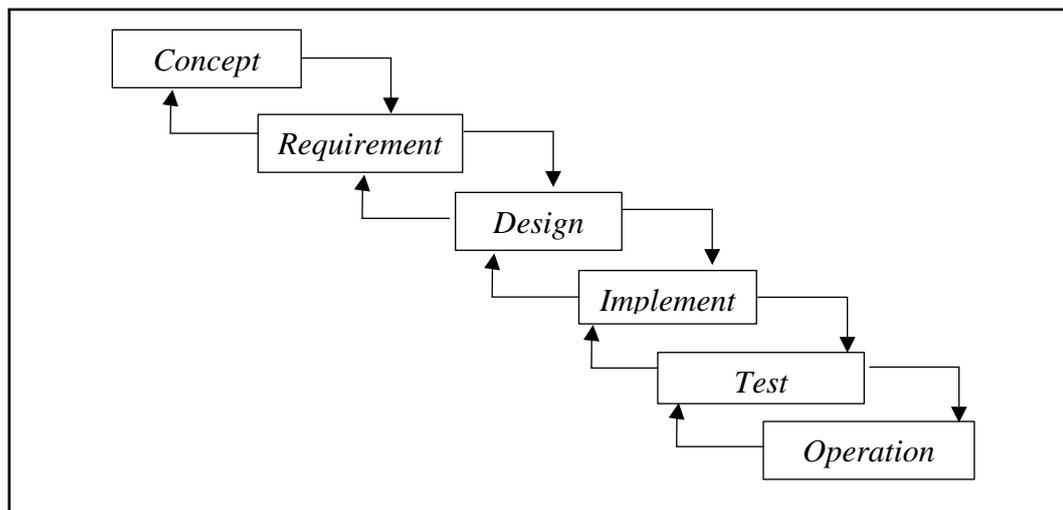 Concept
Requirement
Design
Implement
Test
Operation